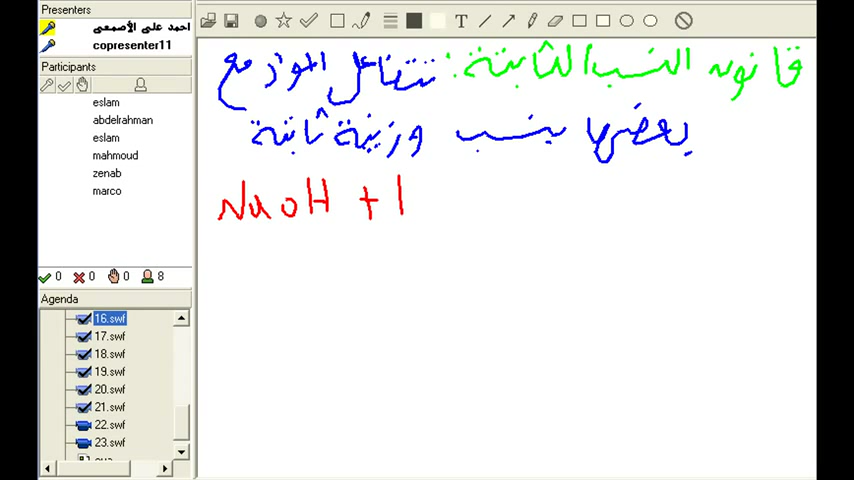 Presenters
احمد على الأصمعى
copresenter11
Participants
eslam
abdelrahman
eslam
mahmoud
zenab
marco
0 0 0 8
Agenda
16.swf
17.swf
18.swf
19.swf
20.swf
21.swf
22.swf
23.swf
T
قانون النسب الثابتة: تتفاعل المواد مع
بعضها بنسب وزنية ثابتة
NaOH + 1